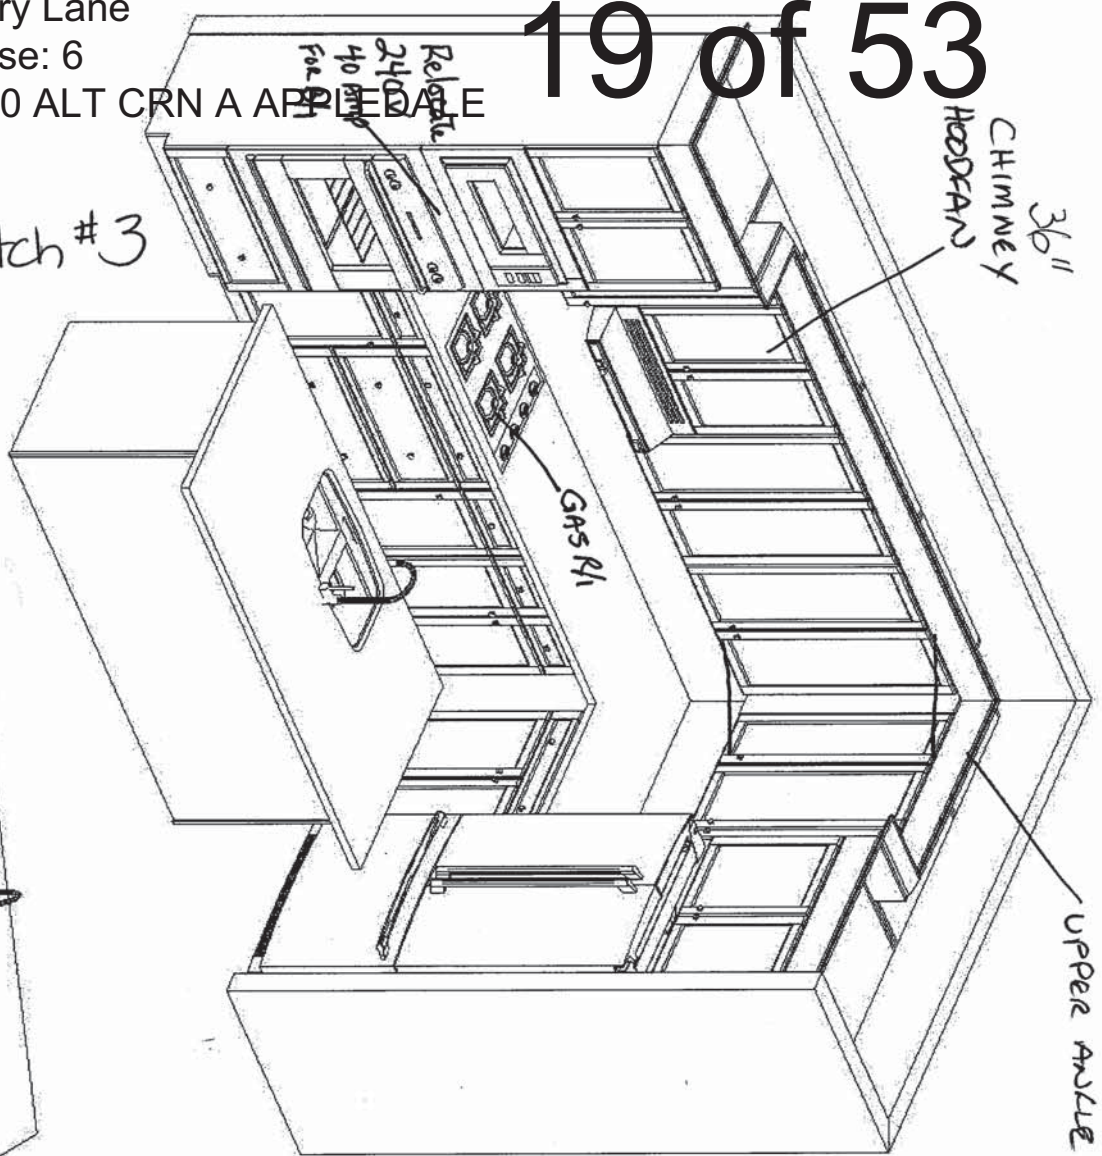 ry Lane
se: 6
0 ALT CRN A APPLEDALE
19 of 53
tch #3
Relocate
240V
40 Amp
FOR R/I
36"
CHIMNEY
HOODFAN
GAS R/I
UPPER ANGLE